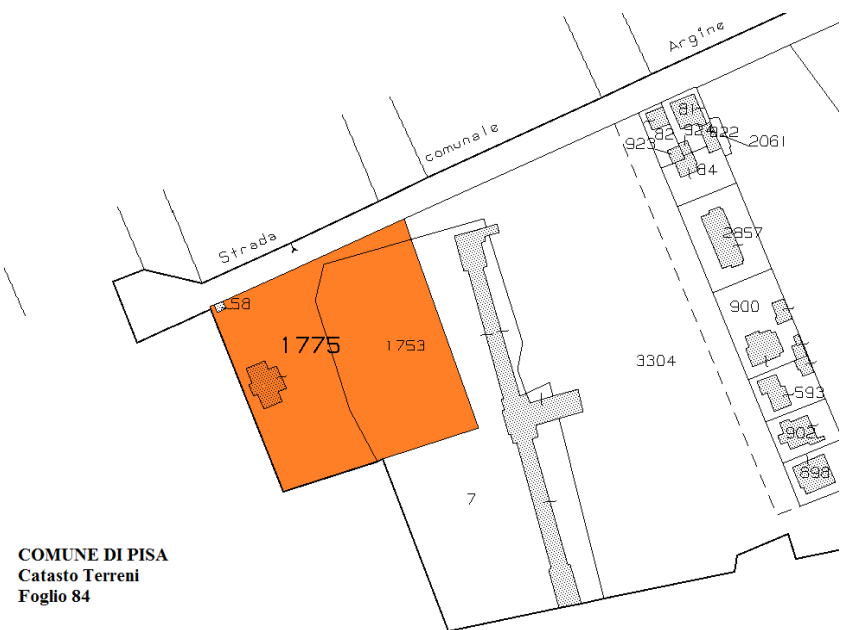 Argine
comunale
Strada
81
82
924
822
923
2061
84
2857
58
900
1775
1753
3304
593
902
7
898
COMUNE DI PISA
Catasto Terreni
Foglio 84